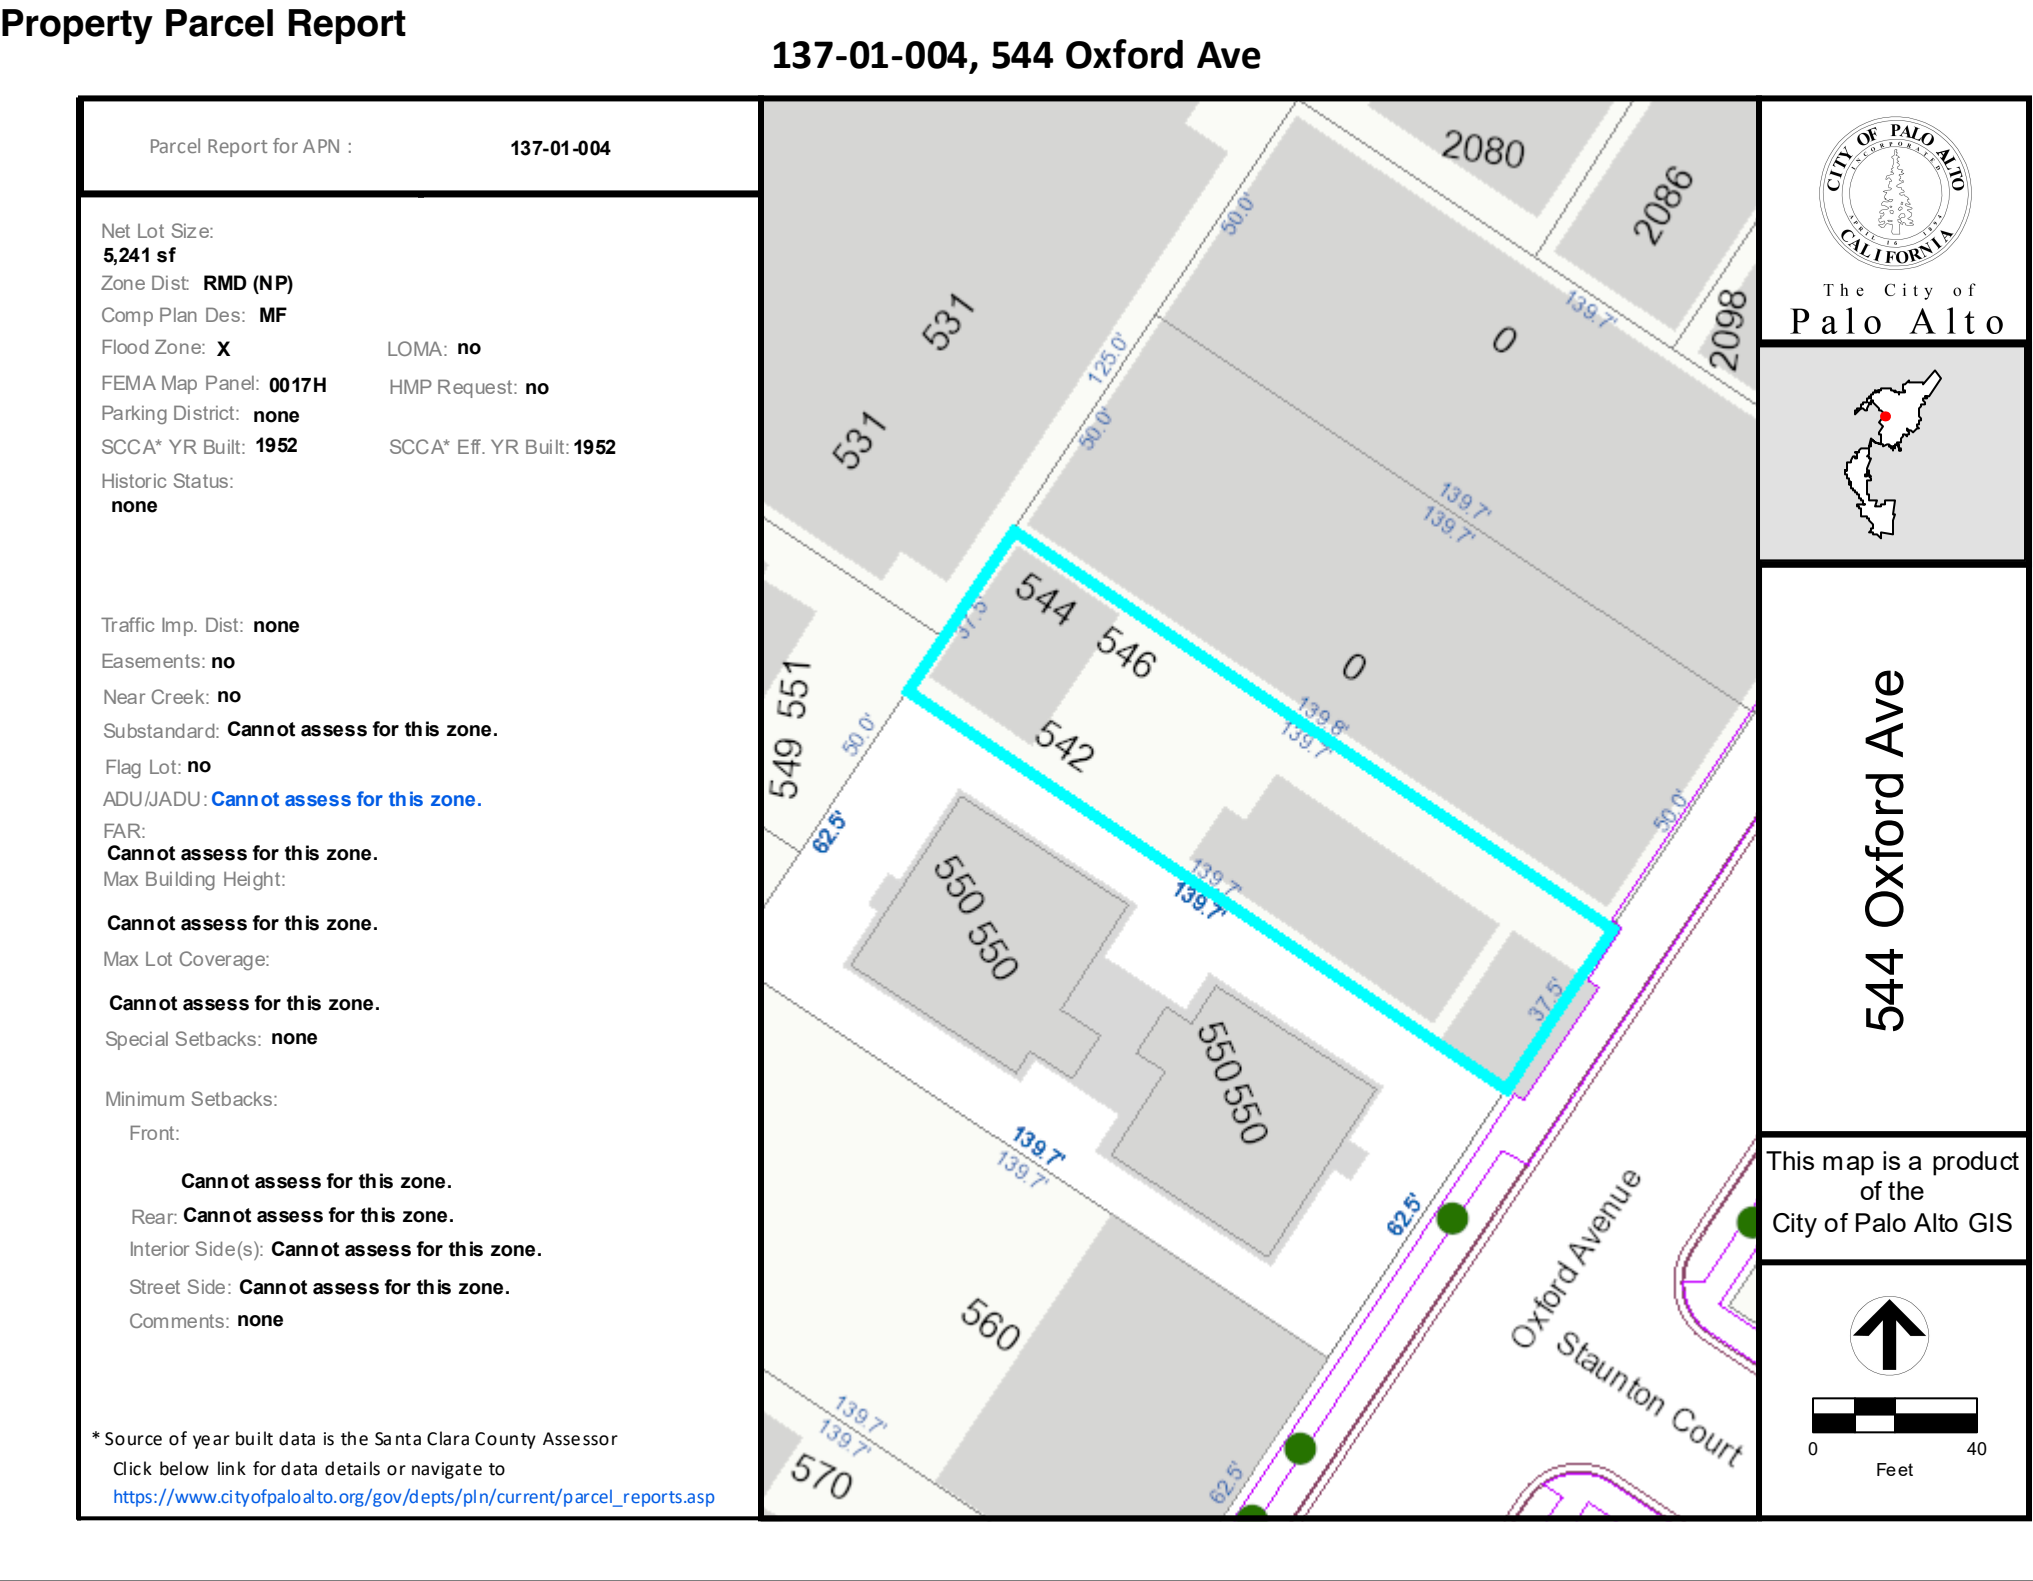 Property Parcel Report
137-01-004, 544 Oxford Ave
Parcel Report for APN : 137-01-004
Net Lot Size:
5,241 sf
Zone Dist: RMD (NP)
Comp Plan Des: MF
Flood Zone: X LOMA: no
FEMA Map Panel: 0017H HMP Request: no
Parking District: none
SCCA* YR Built: 1952 SCCA* Eff. YR Built: 1952
Historic Status:
none
Traffic Imp. Dist: none
Easements: no
Near Creek: no
Substandard: Cannot assess for this zone.
Flag Lot: no
ADU/JADU: Cannot assess for this zone.
FAR:
Cannot assess for this zone.
Max Building Height:
Cannot assess for this zone.
Max Lot Coverage:
Cannot assess for this zone.
Special Setbacks: none
Minimum Setbacks:
Front:
Cannot assess for this zone.
Rear: Cannot assess for this zone.
Interior Side(s): Cannot assess for this zone.
Street Side: Cannot assess for this zone.
Comments: none
* Source of year built data is the Santa Clara County Assessor
Click below link for data details or navigate to
https://www.cityofpaloalto.org/gov/depts/pln/current/parcel_reports.asp
2080
2086
2098
50.0'
139.7'
531
0
125.0'
531
50.0'
139.7'
139.7'
544
37.5'
546
0
549 551
50.0'
542
139.8'
139.7'
50.0'
62.5'
139.7'
139.7'
550 550
37.5'
550 550
139.7'
139.7'
62.5'
Oxford Avenue
560
Staunton Court
139.7'
139.7'
570
62.5'
CITY OF PALO ALTO
INCORPORATED
APRIL 16 1894
CALIFORNIA
The City of
Palo Alto
544 Oxford Ave
This map is a product
of the
City of Palo Alto GIS
0 40
Feet